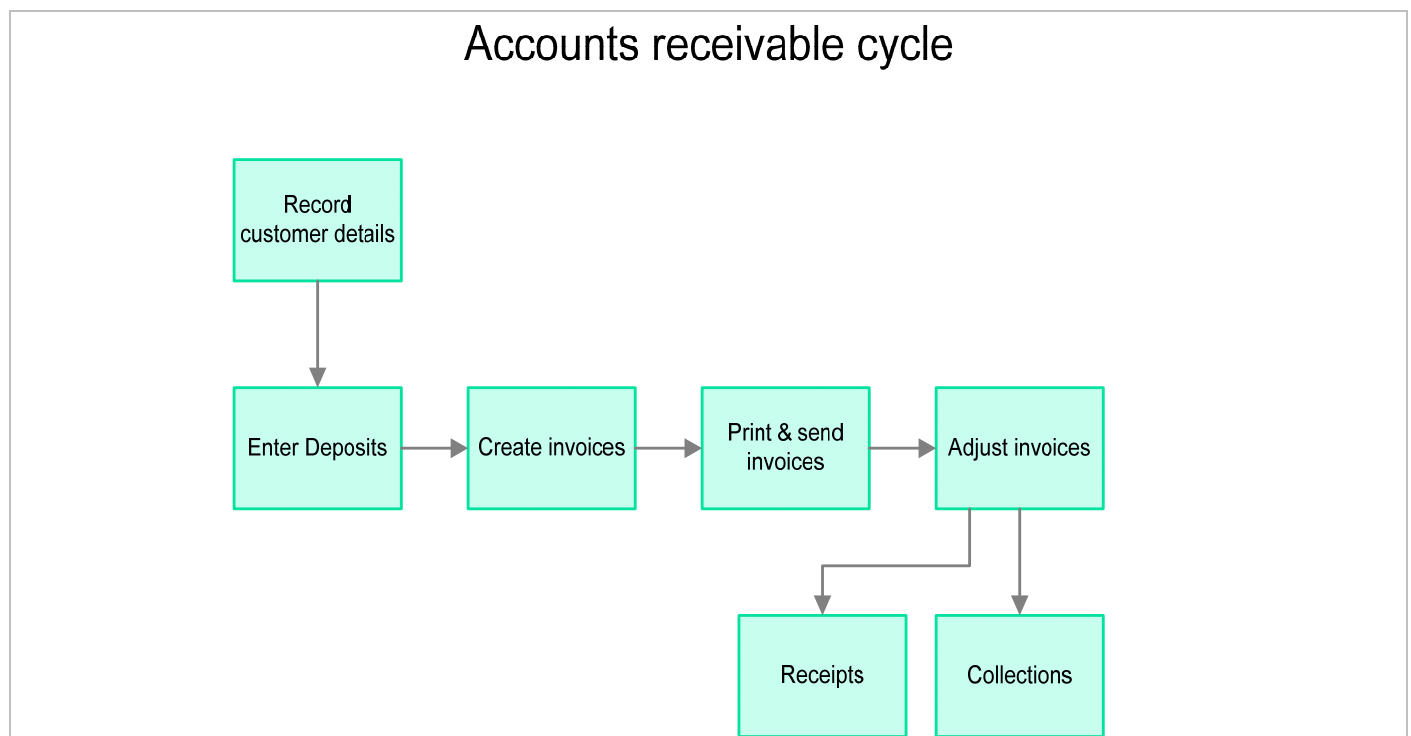 Accounts receivable cycle
Record
customer details
Enter Deposits
Create invoices
Print & send
invoices
Adjust invoices
Receipts
Collections